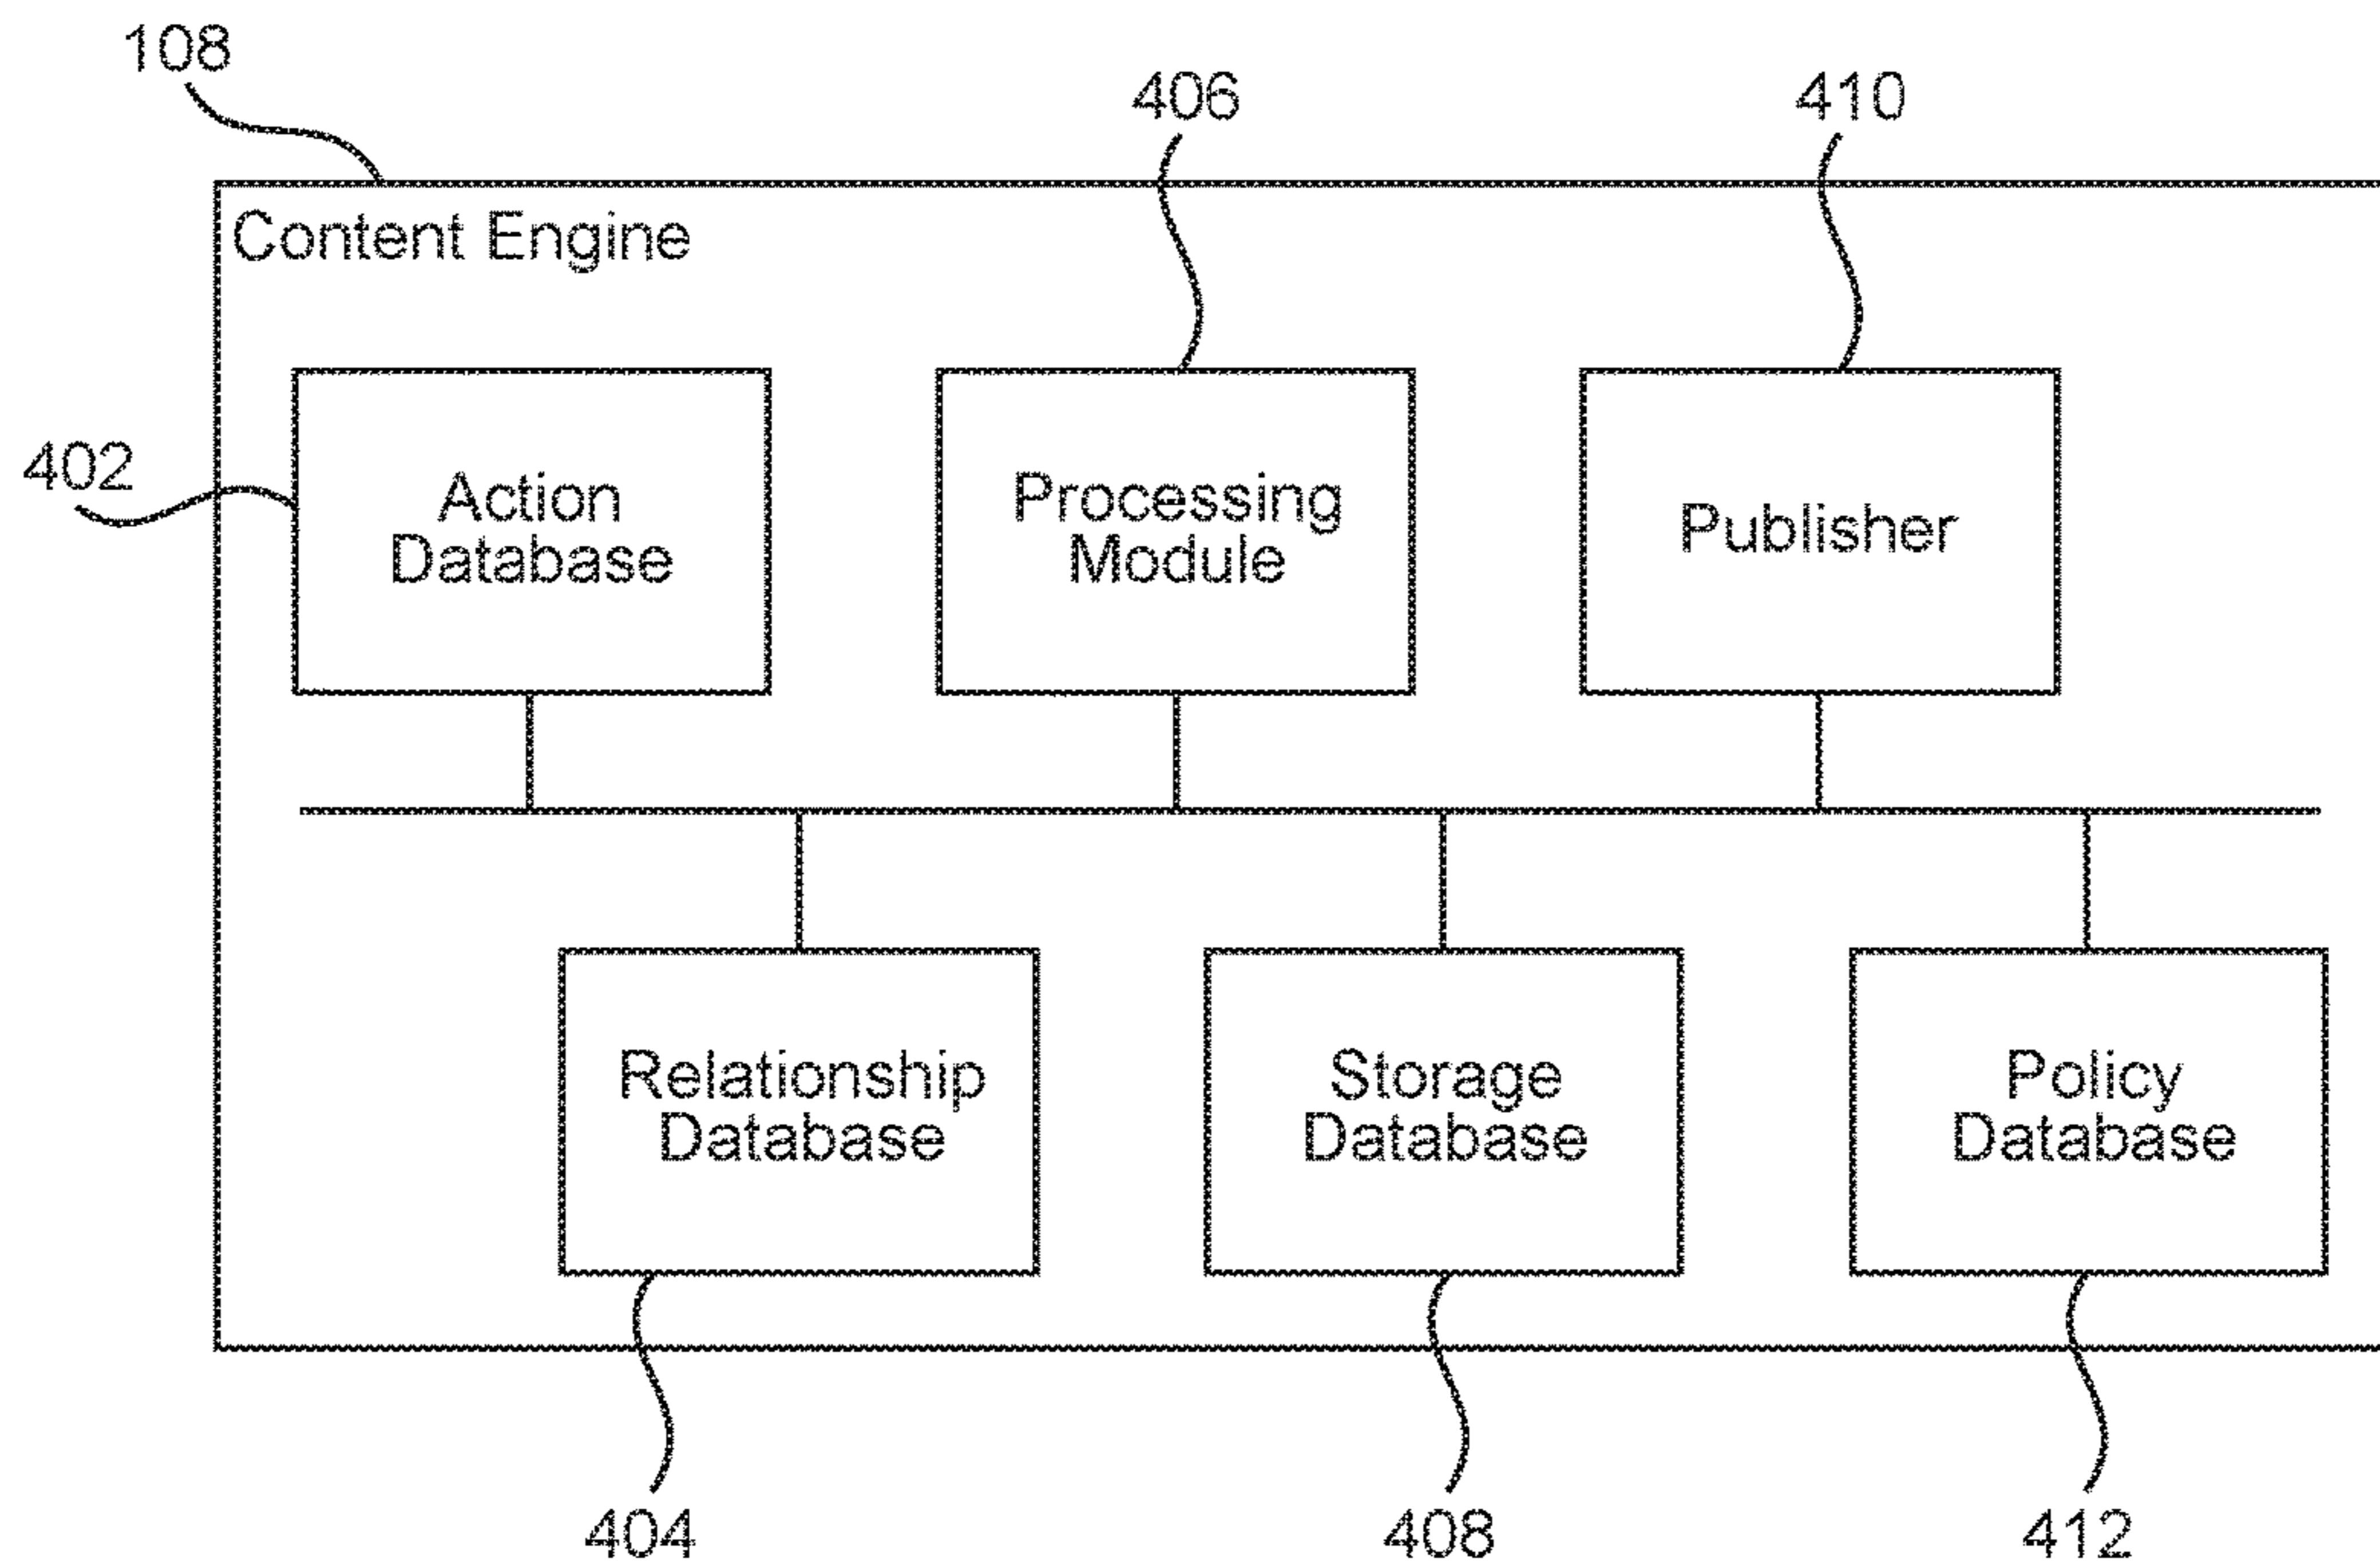 108
406
410
Content Engine
402
Action
Database
Processing
Module
Publisher
Relationship
Database
Storage
Database
Policy
Database
404
408
412